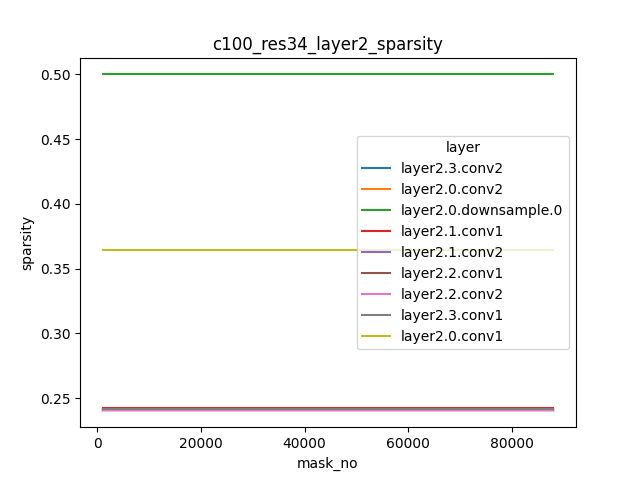 c100_res34_layer2_sparsity
sparsity
0.50
0.45
0.40
0.35
0.30
0.25
layer
layer2.3.conv2
layer2.0.conv2
layer2.0.downsample.0
layer2.1.conv1
layer2.1.conv2
layer2.2.conv1
layer2.2.conv2
layer2.3.conv1
layer2.0.conv1
0
20000
40000
60000
80000
mask_no